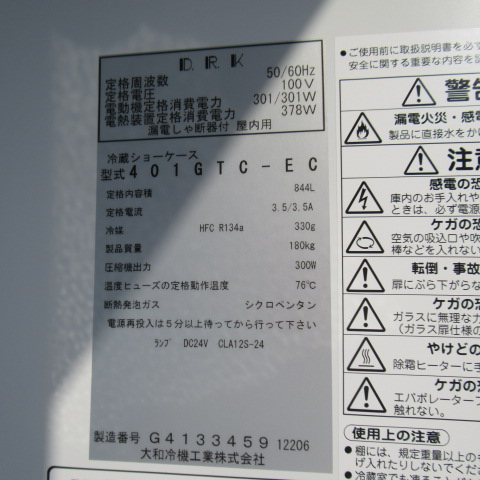 D.R.K
定格周波数 50/60Hz
定格電圧 100V
電動機定格消費電力 301/301W
電熱装置定格消費電力 378W
漏電しゃ断器付 屋内用
冷蔵ショーケース
型式 401GTC-EC
定格内容積 844L
定格電流 3.5/3.5A
冷媒 HFC R134a 330g
製品質量 180kg
圧縮機出力 300W
温度ヒューズの定格動作温度 76℃
断熱発泡ガス シクロペンタン
電源再投入は5分以上待ってから行って下さい
ランプ DC24V CLA12S-24
製造番号 G4133459 12206
大和冷機工業株式会社
●ご使用前に取扱説明書を必
安全に関する重要な内容を
警告
漏電火災・感
製品に直接水をか
注意
感電の恐
庫内のお手入れや
ときは、必ず電源
ケガの恐
空気の吸込口や吹
棒などを入れない
転倒・事故
扉にぶら下がら
ケガの恐
ガラスに無理な力
（ガラス扉仕様の
やけどの
除霜ヒーターに手
ケガの恐
エバポレーターフ
触れない。
使用上の注意
●棚には、規定質量以上の
げ入れたりしないでくださ
●冷蔵室でも凍ることが